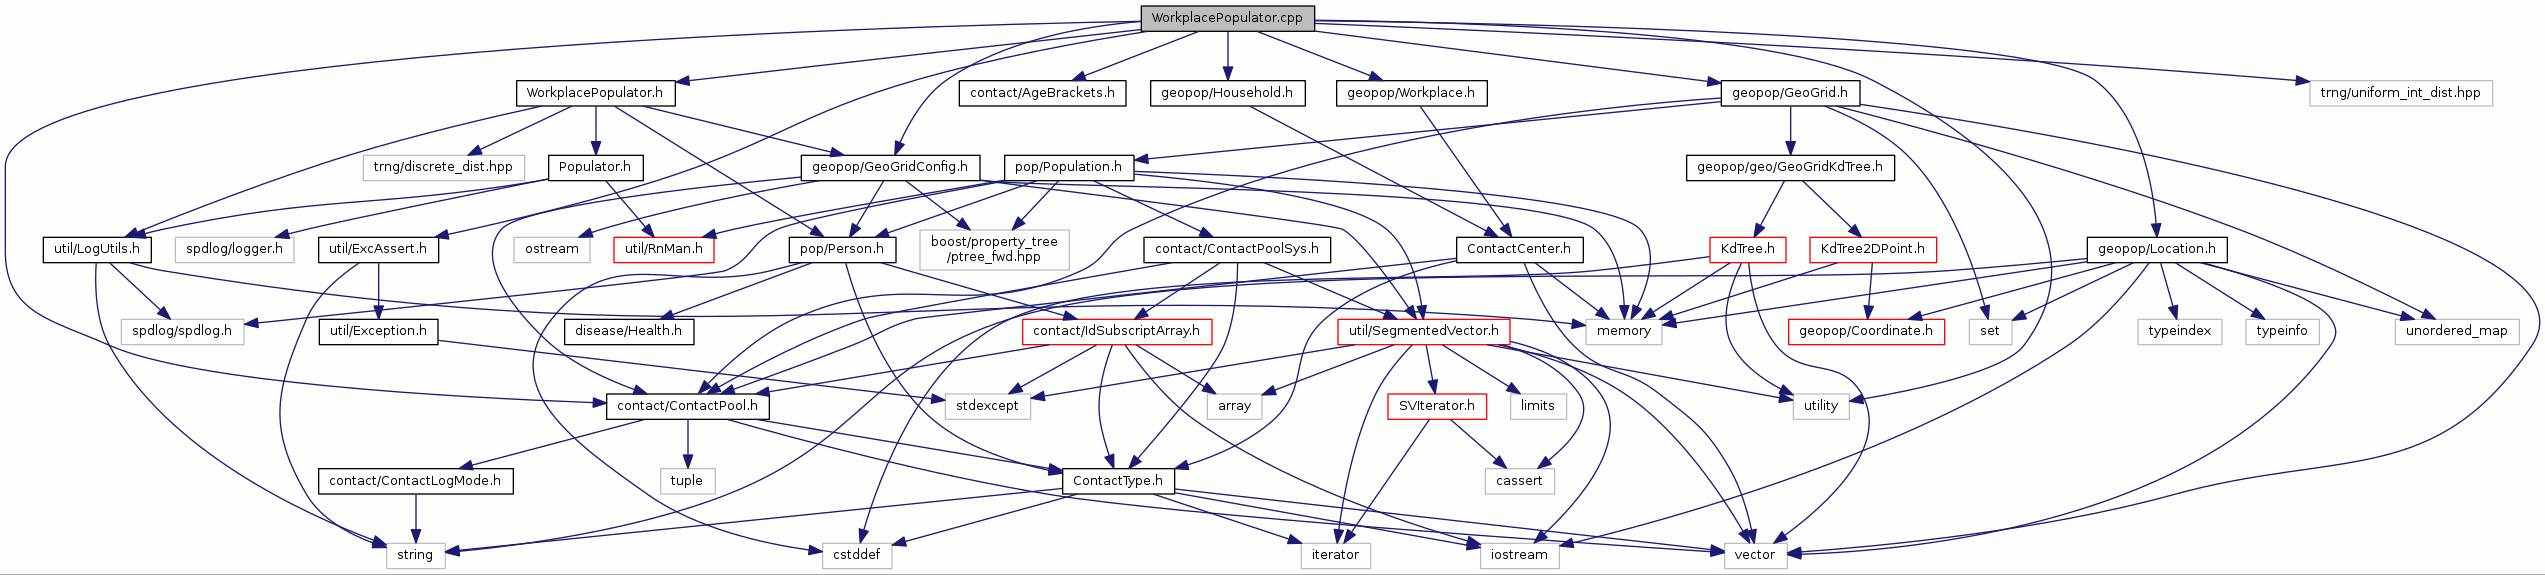 WorkplacePopulator.cpp
WorkplacePopulator.h
contact/AgeBrackets.h
geopop/Household.h
geopop/Workplace.h
geopop/GeoGrid.h
trng/uniform_int_dist.hpp
trng/discrete_dist.hpp
Populator.h
geopop/GeoGridConfig.h
pop/Population.h
geopop/geo/GeoGridKdTree.h
util/LogUtils.h
spdlog/logger.h
util/ExcAssert.h
ostream
util/RnMan.h
pop/Person.h
boost/property_tree
/ptree_fwd.hpp
contact/ContactPoolSys.h
ContactCenter.h
KdTree.h
KdTree2DPoint.h
geopop/Location.h
spdlog/spdlog.h
util/Exception.h
disease/Health.h
contact/IdSubscriptArray.h
util/SegmentedVector.h
memory
geopop/Coordinate.h
set
typeindex
typeinfo
unordered_map
contact/ContactPool.h
stdexcept
array
SVIterator.h
limits
utility
contact/ContactLogMode.h
tuple
ContactType.h
cassert
string
cstddef
iterator
iostream
vector